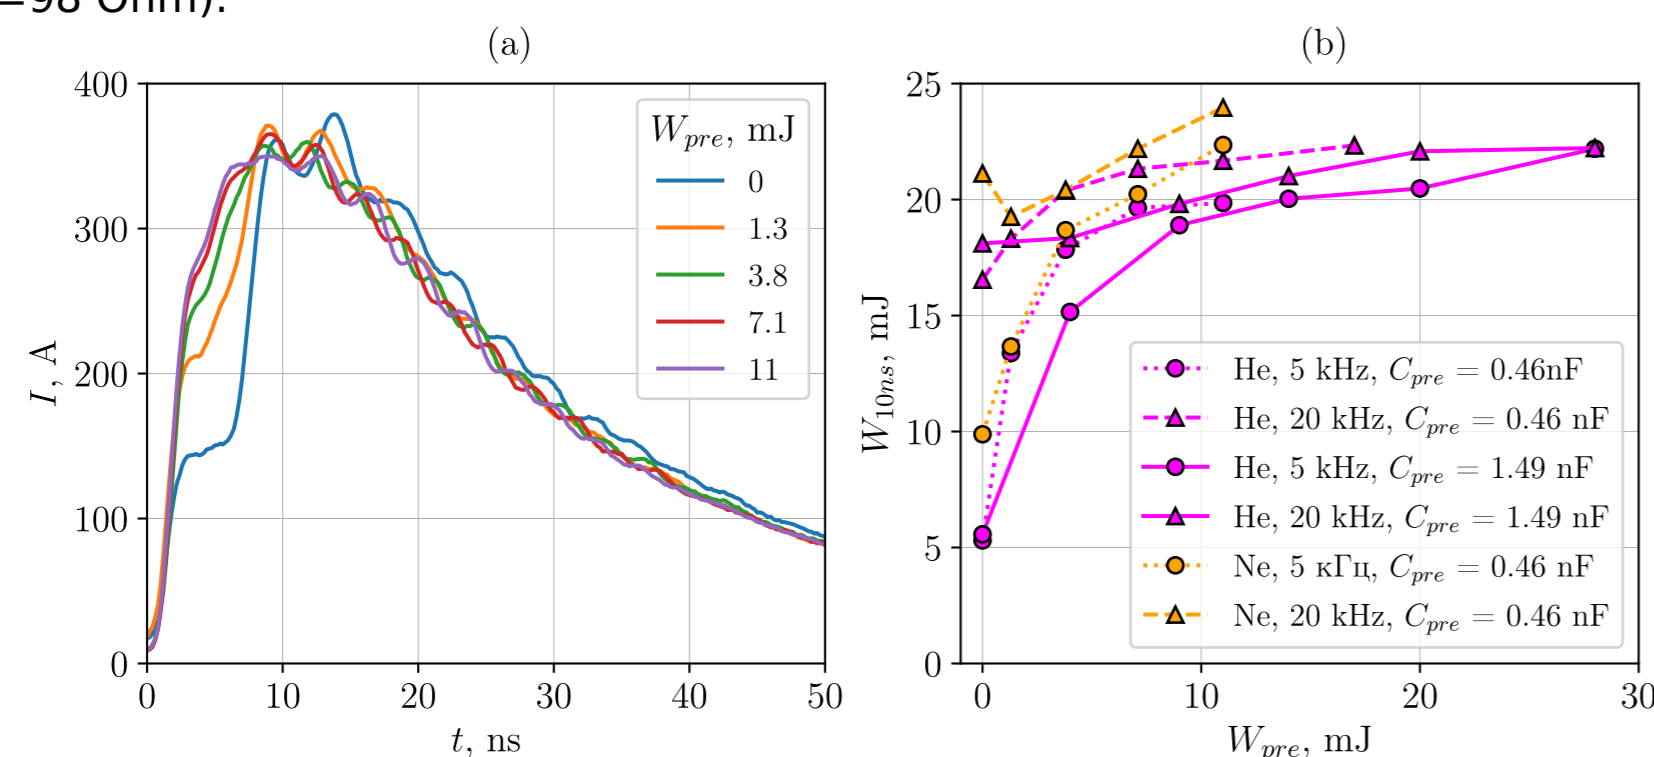 =98 Ohm).
(a)
400
300
200
100
0
0 10 20 30 40 50
I, A
t, ns
W_pre, mJ
0
1.3
3.8
7.1
11
(b)
25
20
15
10
5
0
0 10 20 30
W_10ns, mJ
W_pre, mJ
He, 5 kHz, C_pre = 0.46nF
He, 20 kHz, C_pre = 0.46 nF
He, 5 kHz, C_pre = 1.49 nF
He, 20 kHz, C_pre = 1.49 nF
Ne, 5 кГц, C_pre = 0.46 nF
Ne, 20 kHz, C_pre = 0.46 nF